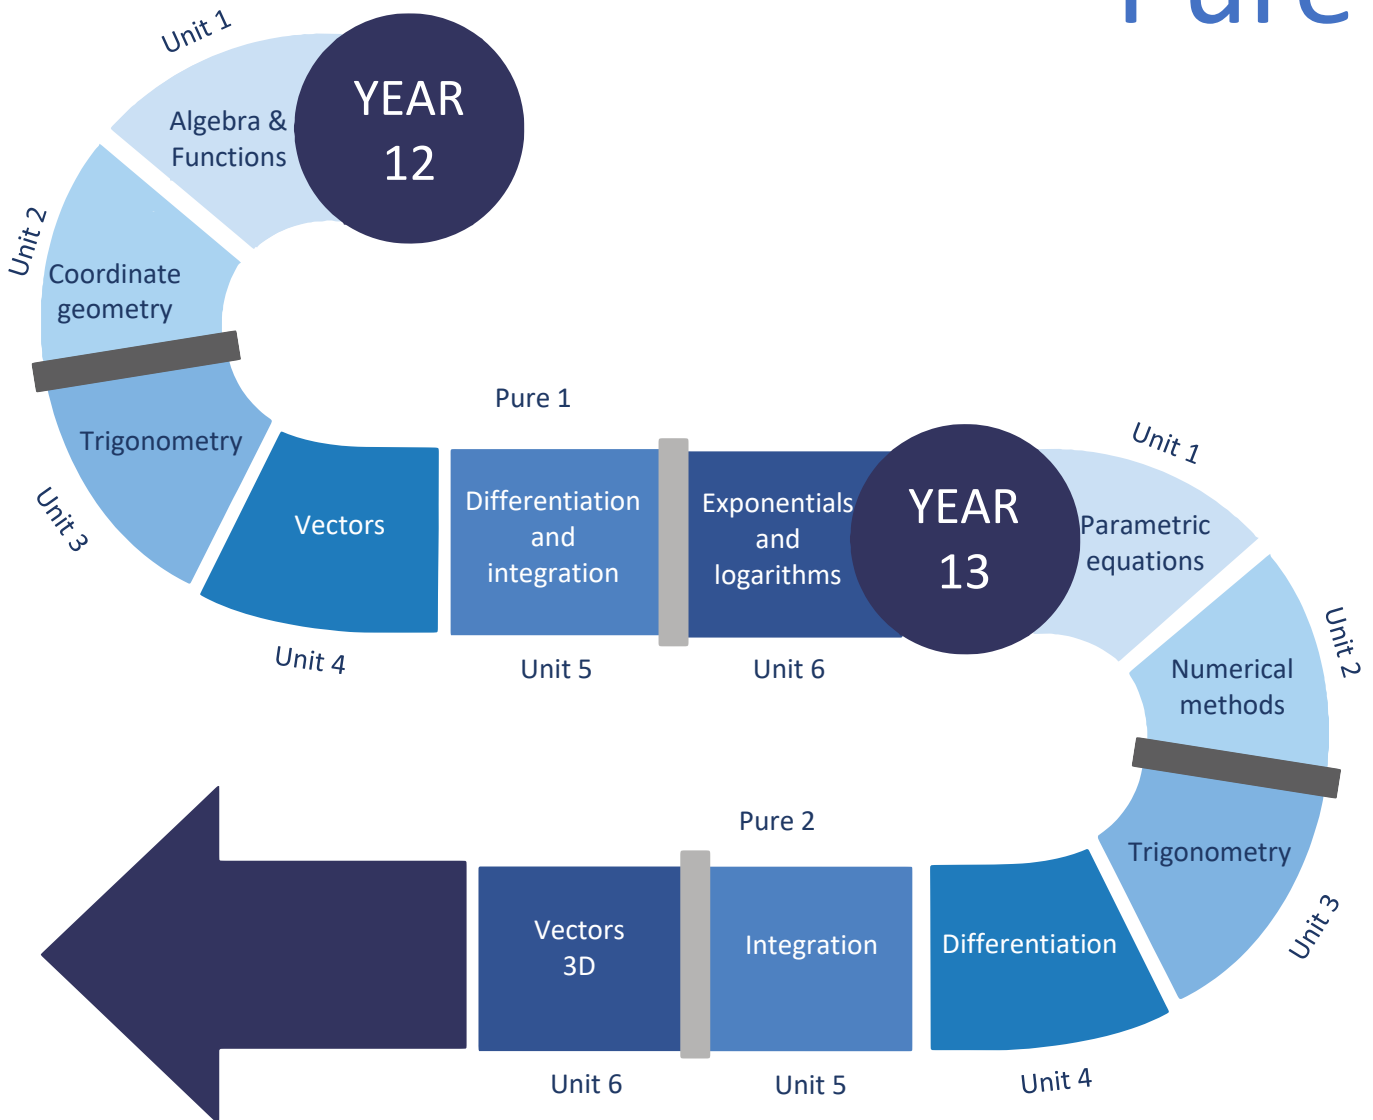 Pure
Unit 1
YEAR
12
Algebra &
Functions
Unit 2
Coordinate
geometry
Trigonometry
Unit 3
Vectors
Unit 4
Pure 1
Differentiation
and
integration
Unit 5
Exponentials
and
logarithms
Unit 6
YEAR
13
Unit 1
Parametric
equations
Unit 2
Numerical
methods
Trigonometry
Unit 3
Differentiation
Unit 4
Pure 2
Integration
Unit 5
Vectors
3D
Unit 6